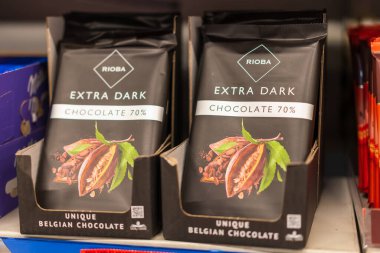 RIOBA
EXTRA DARK
CHOCOLATE 70%
UNIQUE
BELGIAN CHOCOLATE
RIOBA
EXTRA DARK
CHOCOLATE 70%
UNIQUE
BELGIAN CHOCOLATE